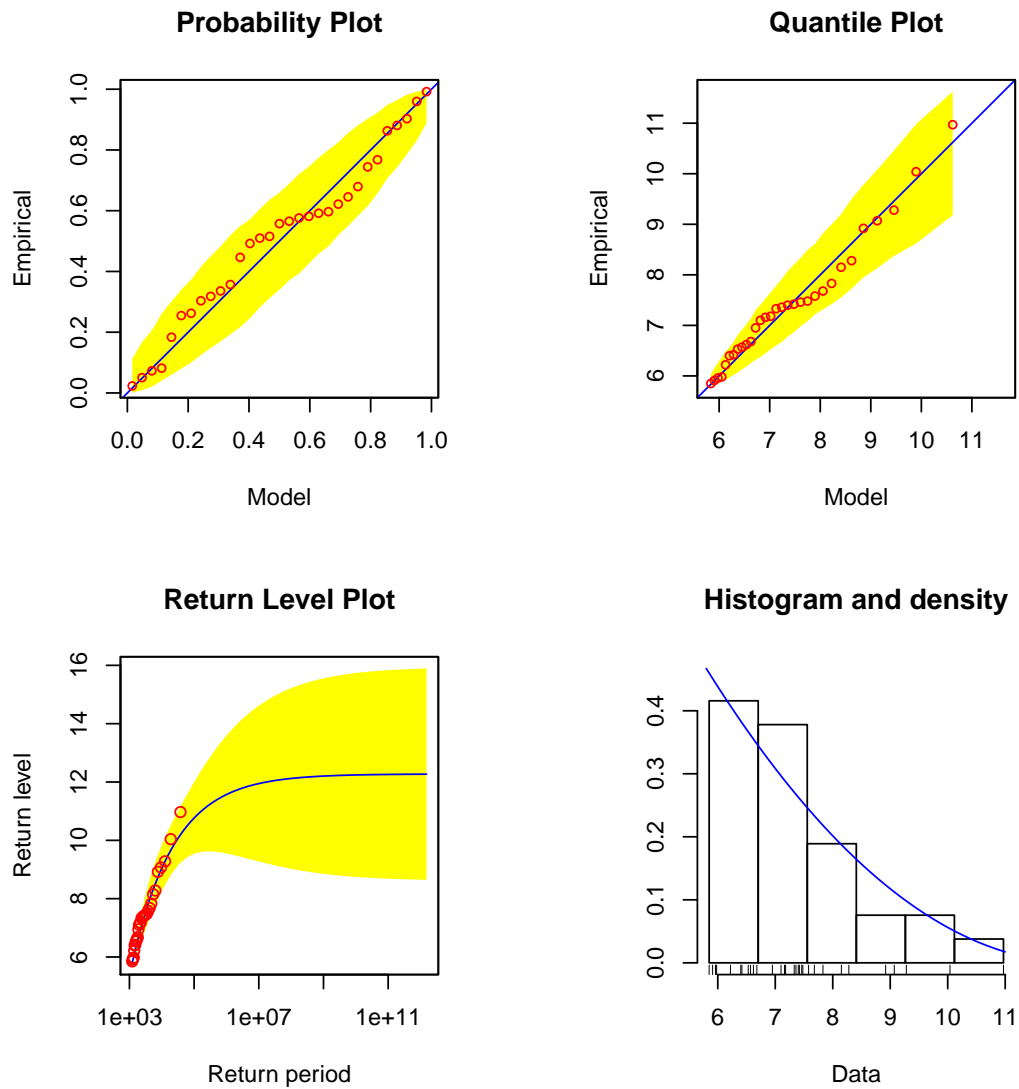 Probability Plot
Empirical
0.0 0.2 0.4 0.6 0.8 1.0
0.0 0.2 0.4 0.6 0.8 1.0
Model
Quantile Plot
Empirical
6 7 8 9 10 11
6 7 8 9 10 11
Model
Return Level Plot
Return level
6 8 10 12 14 16
1e+03 1e+07 1e+11
Return period
Histogram and density
0.0 0.1 0.2 0.3 0.4
6 7 8 9 10 11
Data